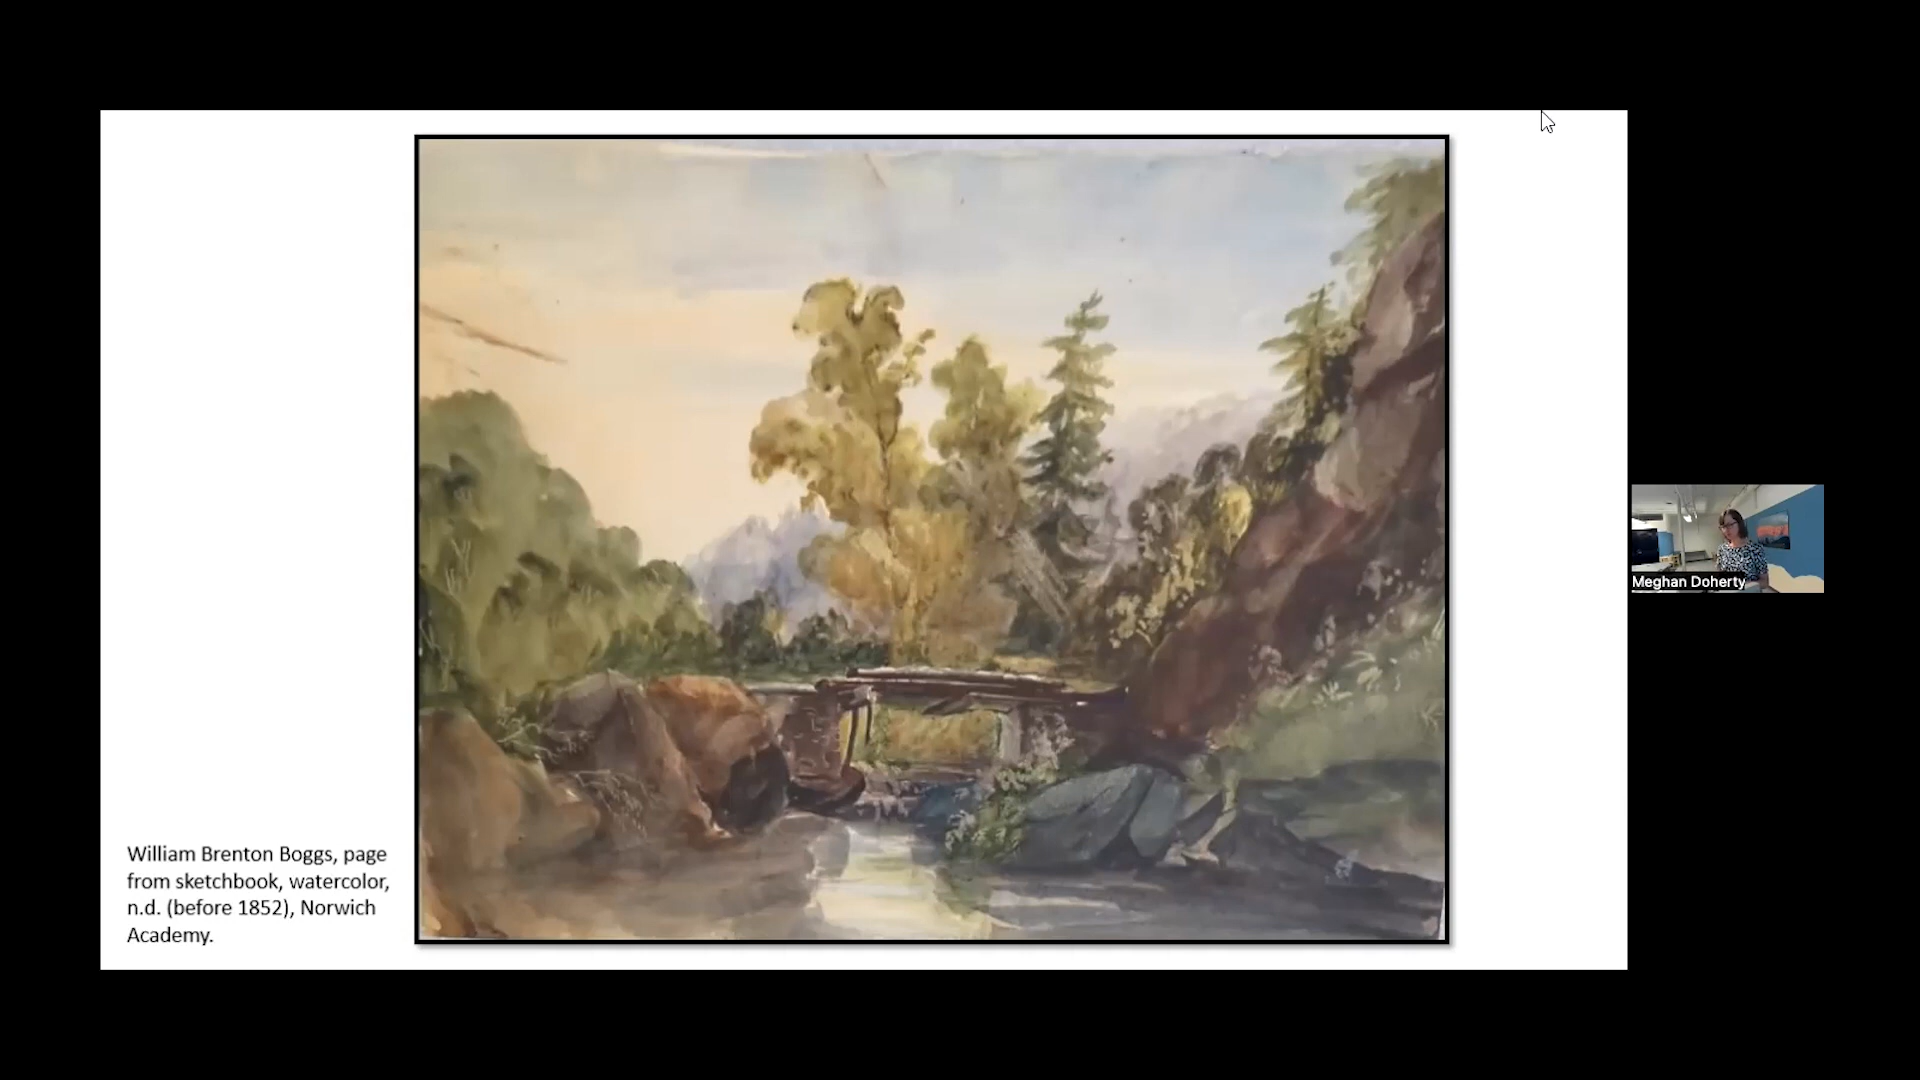 William Brenton Boggs, page
from sketchbook, watercolor,
n.d. (before 1852), Norwich
Academy.
Meghan Doherty